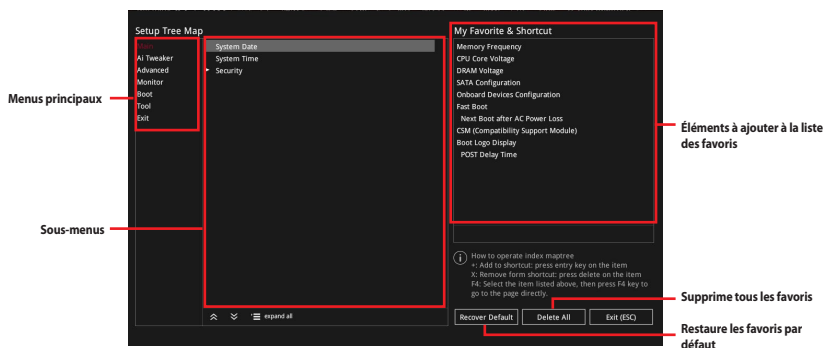 Setup Tree Map
My Favorite & Shortcut
Main
Ai Tweaker
Advanced
Monitor
Boot
Tool
Exit
System Date
System Time
Security
Memory Frequency
CPU Core Voltage
DRAM Voltage
SATA Configuration
Onboard Devices Configuration
Fast Boot
Next Boot after AC Power Loss
CSM (Compatibility Support Module)
Boot Logo Display
POST Delay Time
Menus principaux
Sous-menus
Éléments à ajouter à la liste
des favoris
How to operate index maptree
+: Add to shortcut: press entry key on the item
X: Remove form shortcut: press delete on the item
F4: Select the item listed above, then press F4 key to
go to the page directly.
expand all
Recover Default
Delete All
Exit (ESC)
Supprime tous les favoris
Restaure les favoris par
défaut